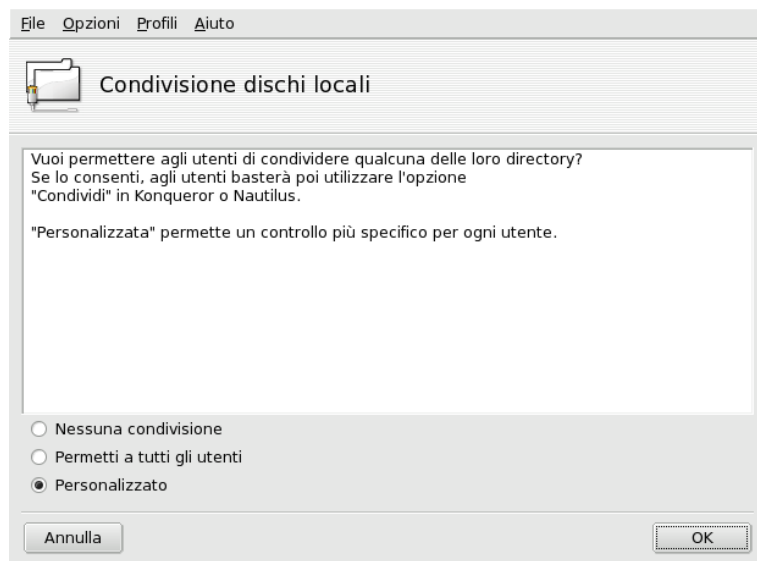 File Opzioni Profili Aiuto
Condivisione dischi locali
Vuoi permettere agli utenti di condividere qualcuna delle loro directory?
Se lo consenti, agli utenti basterà poi utilizzare l'opzione
"Condividi" in Konqueror o Nautilus.
"Personalizzata" permette un controllo più specifico per ogni utente.
Nessuna condivisione
Permetti a tutti gli utenti
Personalizzato
Annulla OK